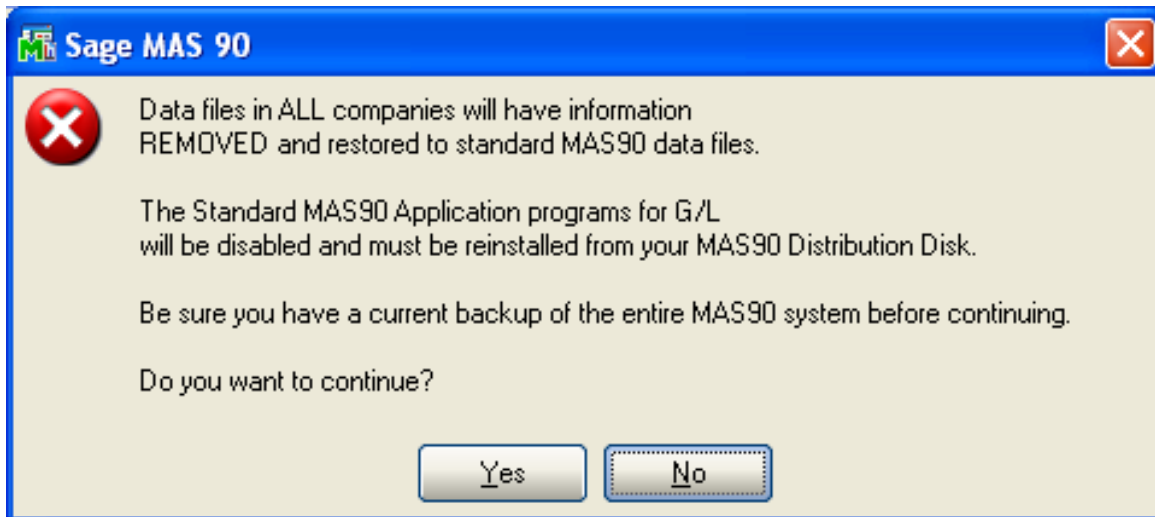 Sage MAS 90
Data files in ALL companies will have information
REMOVED and restored to standard MAS90 data files.
The Standard MAS90 Application programs for G/L
will be disabled and must be reinstalled from your MAS90 Distribution Disk.
Be sure you have a current backup of the entire MAS90 system before continuing.
Do you want to continue?
Yes
No